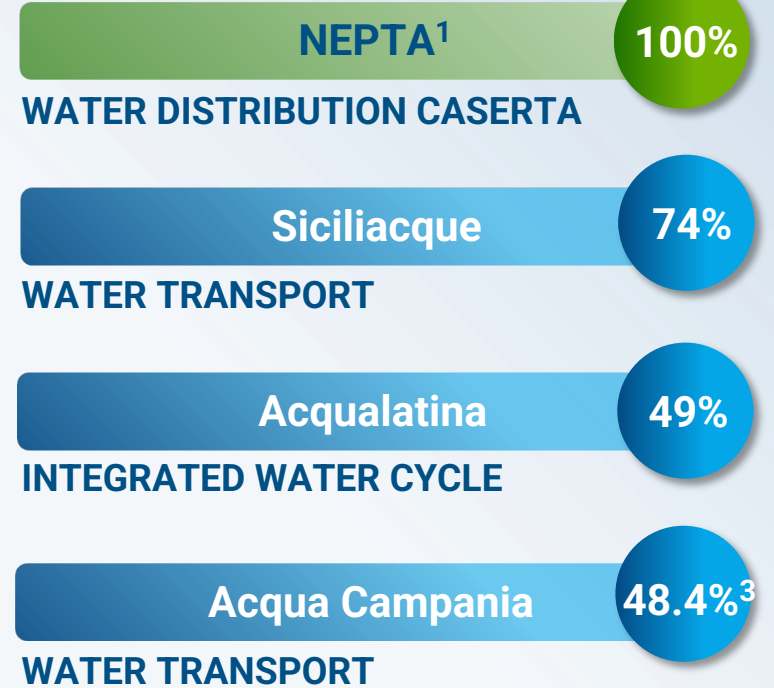 NEPTA¹ 100%
WATER DISTRIBUTION CASERTA
Siciliacque 74%
WATER TRANSPORT
Acqualatina 49%
INTEGRATED WATER CYCLE
Acqua Campania 48.4%³
WATER TRANSPORT